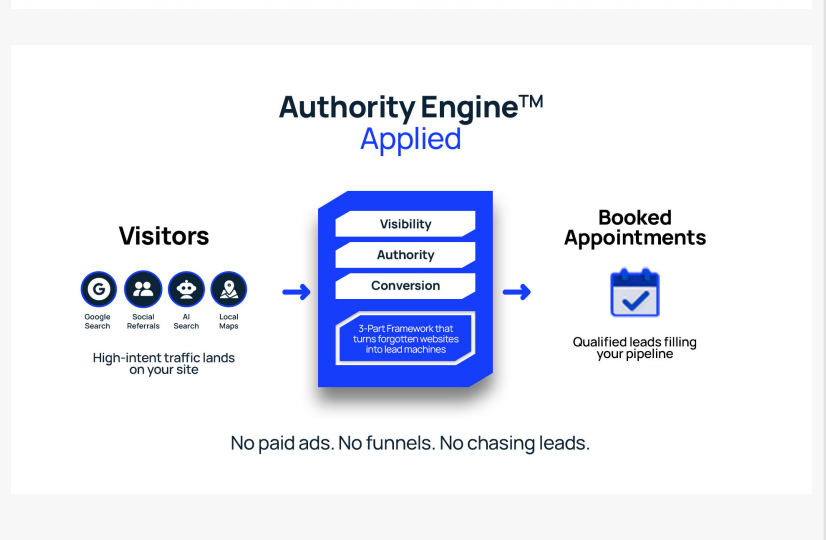 Authority Engine™
Applied
Visitors
Google
Search
Social
Referrals
AI
Search
Local
Maps
High-intent traffic lands
on your site
Visibility
Authority
Conversion
3-Part Framework that
turns forgotten websites
into lead machines
Booked
Appointments
Qualified leads filling
your pipeline
No paid ads. No funnels. No chasing leads.